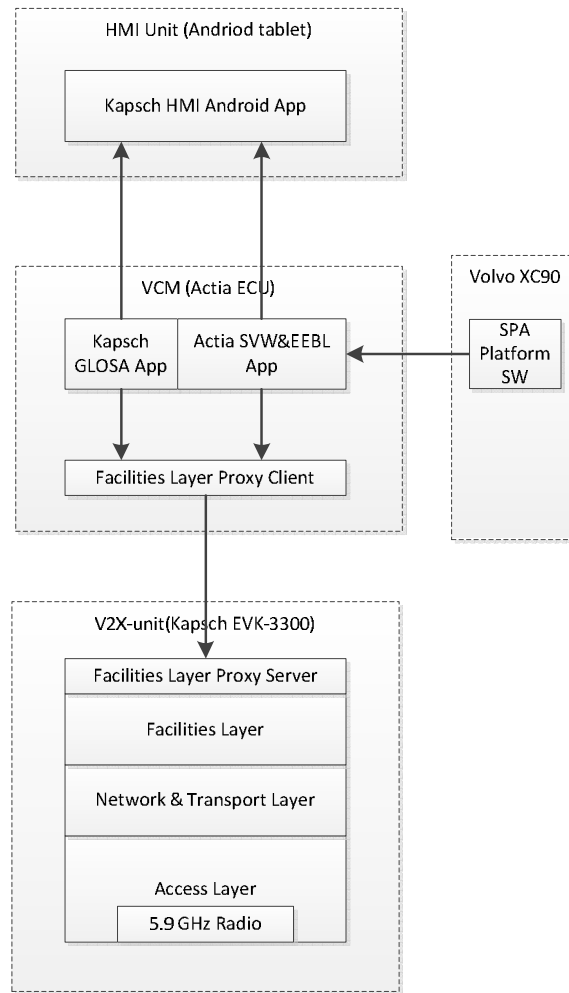 HMI Unit (Andriod tablet)
Kapsch HMI Android App
VCM (Actia ECU)
Kapsch
GLOSA App
Actia SVW&EEBL
App
Volvo XC90
SPA
Platform
SW
Facilities Layer Proxy Client
V2X-unit(Kapsch EVK-3300)
Facilities Layer Proxy Server
Facilities Layer
Network & Transport Layer
Access Layer
5.9 GHz Radio